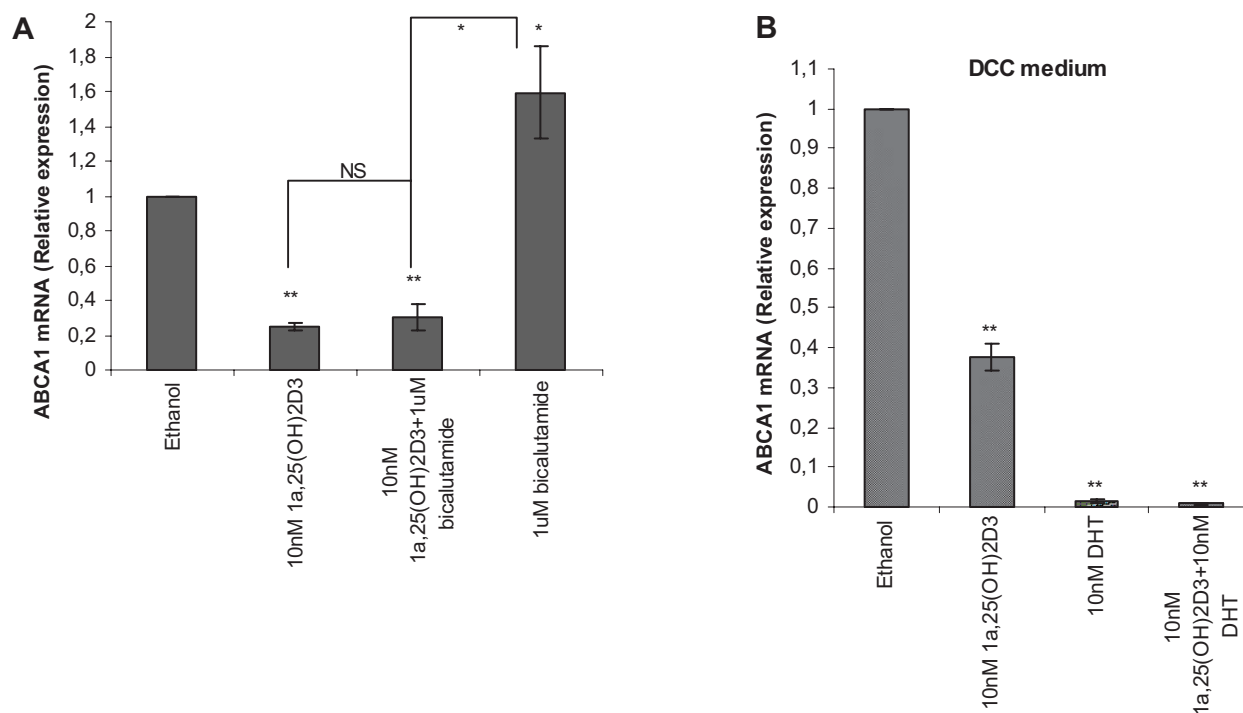 A
ABCA1 mRNA (Relative expression)
2
1,8
1,6
1,4
1,2
1
0,8
0,6
0,4
0,2
0
*
*
NS
**
**
Ethanol
10nM 1a,25(OH)2D3
10nM
1a,25(OH)2D3+1uM
bicalutamide
1uM bicalutamide
B
DCC medium
ABCA1 mRNA (Relative expression)
1,1
1
0,9
0,8
0,7
0,6
0,5
0,4
0,3
0,2
0,1
0
**
**
**
Ethanol
10nM 1a,25(OH)2D3
10nM DHT
10nM
1a,25(OH)2D3+10nM
DHT